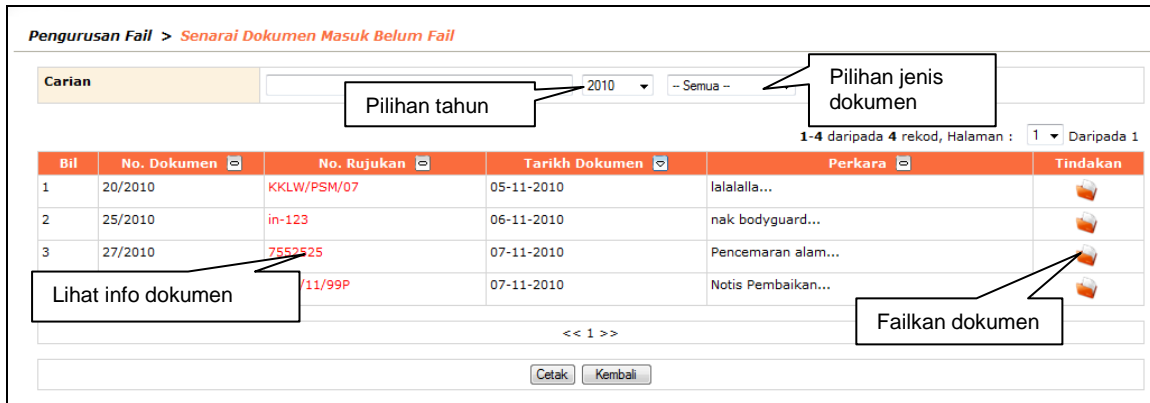 Pengurusan Fail > Senarai Dokumen Masuk Belum Fail
Carian
2010
-- Semua --
Pilihan tahun
Pilihan jenis
dokumen
1-4 daripada 4 rekod, Halaman : 1 Daripada 1
Bil No. Dokumen No. Rujukan Tarikh Dokumen Perkara Tindakan
1 20/2010 KKLW/PSM/07 05-11-2010 lalalalla...
2 25/2010 in-123 06-11-2010 nak bodyguard...
3 27/2010 7552525 07-11-2010 Pencemaran alam...
/11/99P 07-11-2010 Notis Pembaikan...
Lihat info dokumen
Failkan dokumen
<< 1 >>
Cetak Kembali